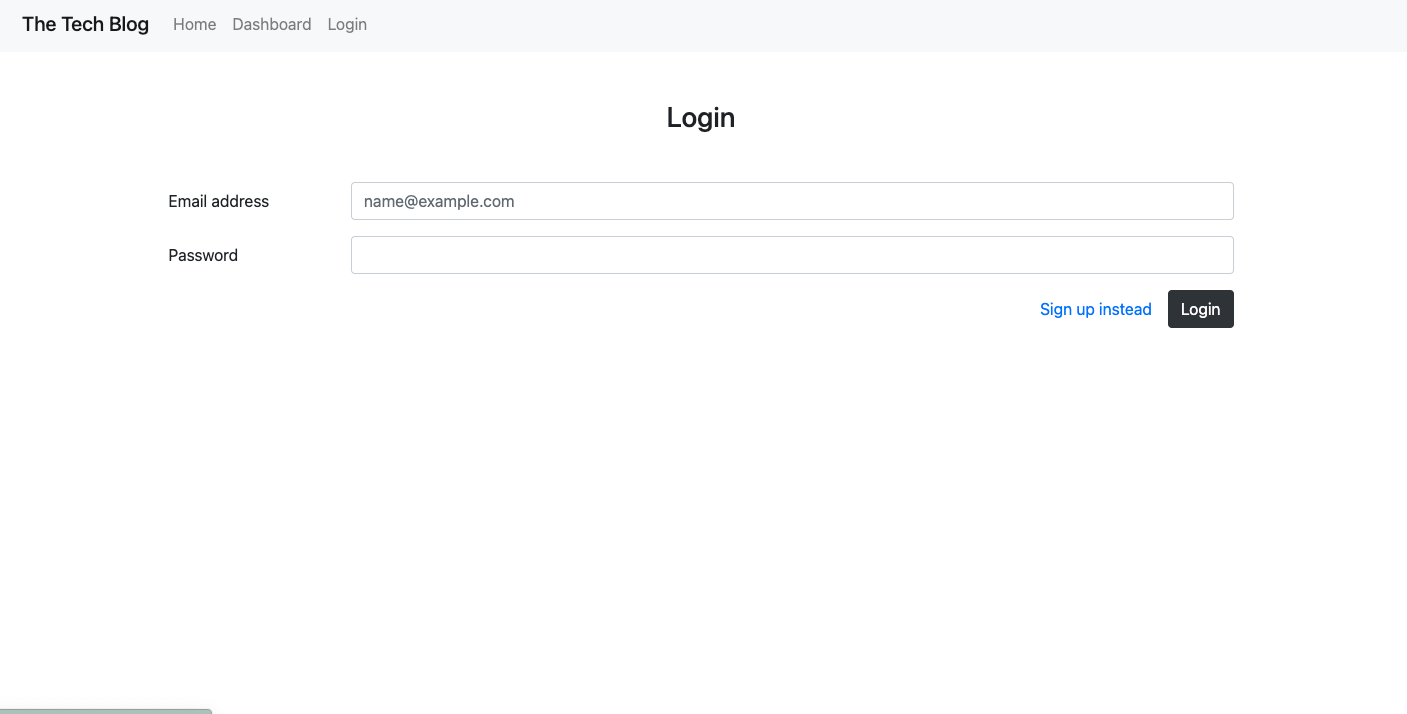 The Tech Blog Home Dashboard Login
Login
Email address name@example.com
Password
Sign up instead Login